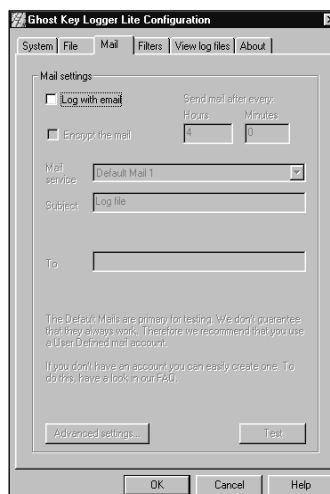 Ghost Key Logger Lite Configuration
System File Mail Filters View log files About
Mail settings
Log with email
Send mail after every:
Hours Minutes
Encrypt the mail
4 0
Mail service
Default Mail 1
Subject
Log file
To
The Default Mails are primary for testing. We don't guarantee
that they always work. Therefore we recommend that you use
a User Defined mail account.
If you don't have an account you can easily create one. To
do this, have a look in our FAQ.
Advanced settings... Test
OK Cancel Help